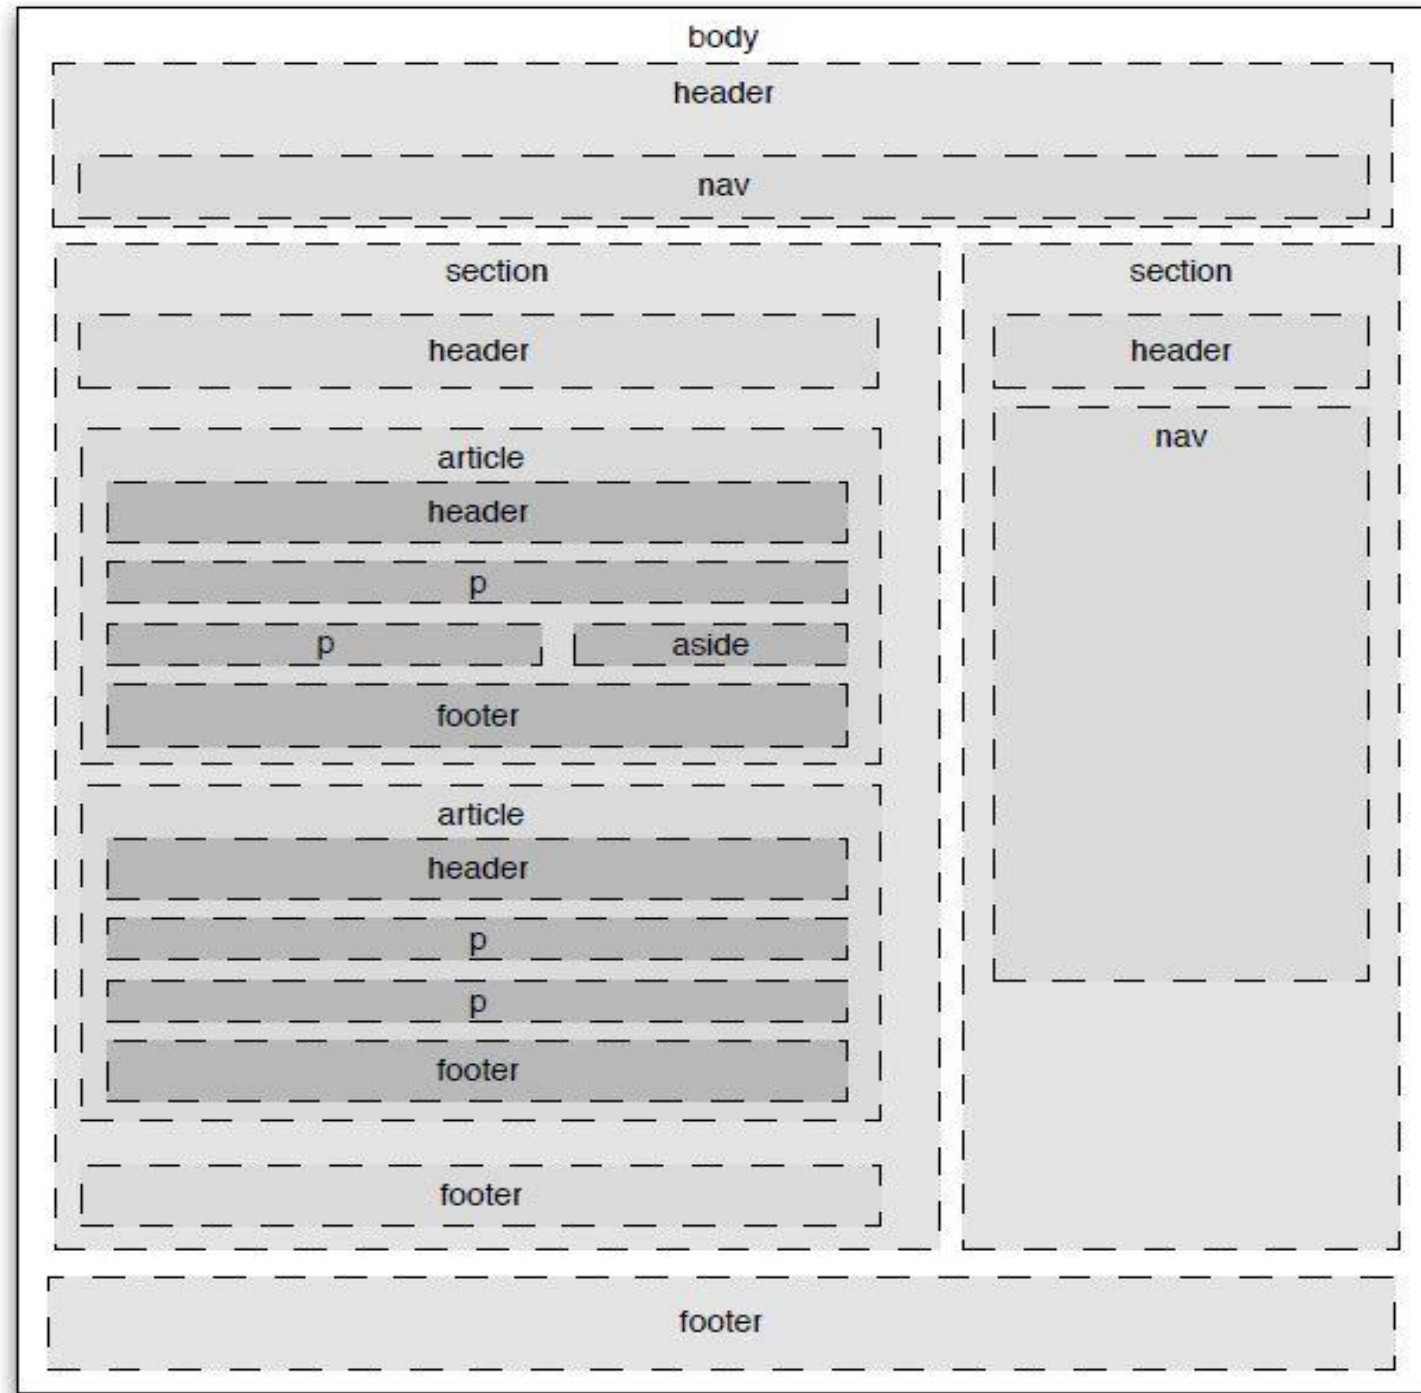 body
header
nav
section
header
article
header
p
p
aside
footer
article
header
p
p
footer
footer
section
header
nav
footer